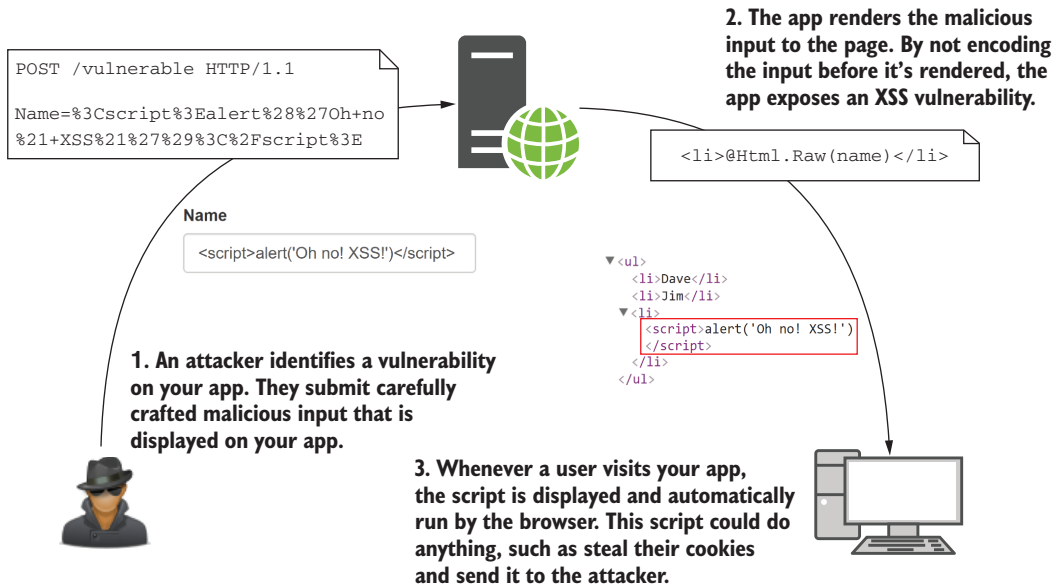 POST /vulnerable HTTP/1.1
Name=%3Cscript%3Ealert%28%27Oh+no
%21+XSS%21%27%29%3C%2Fscript%3E
Name
<script>alert('Oh no! XSS!')</script>
1. An attacker identifies a vulnerability
on your app. They submit carefully
crafted malicious input that is
displayed on your app.
2. The app renders the malicious
input to the page. By not encoding
the input before it's rendered, the
app exposes an XSS vulnerability.
<li>@Html.Raw(name)</li>
▼<ul>
<li>Dave</li>
<li>Jim</li>
▼<li>
<script>alert('Oh no! XSS!')
</script>
</li>
</ul>
3. Whenever a user visits your app,
the script is displayed and automatically
run by the browser. This script could do
anything, such as steal their cookies
and send it to the attacker.